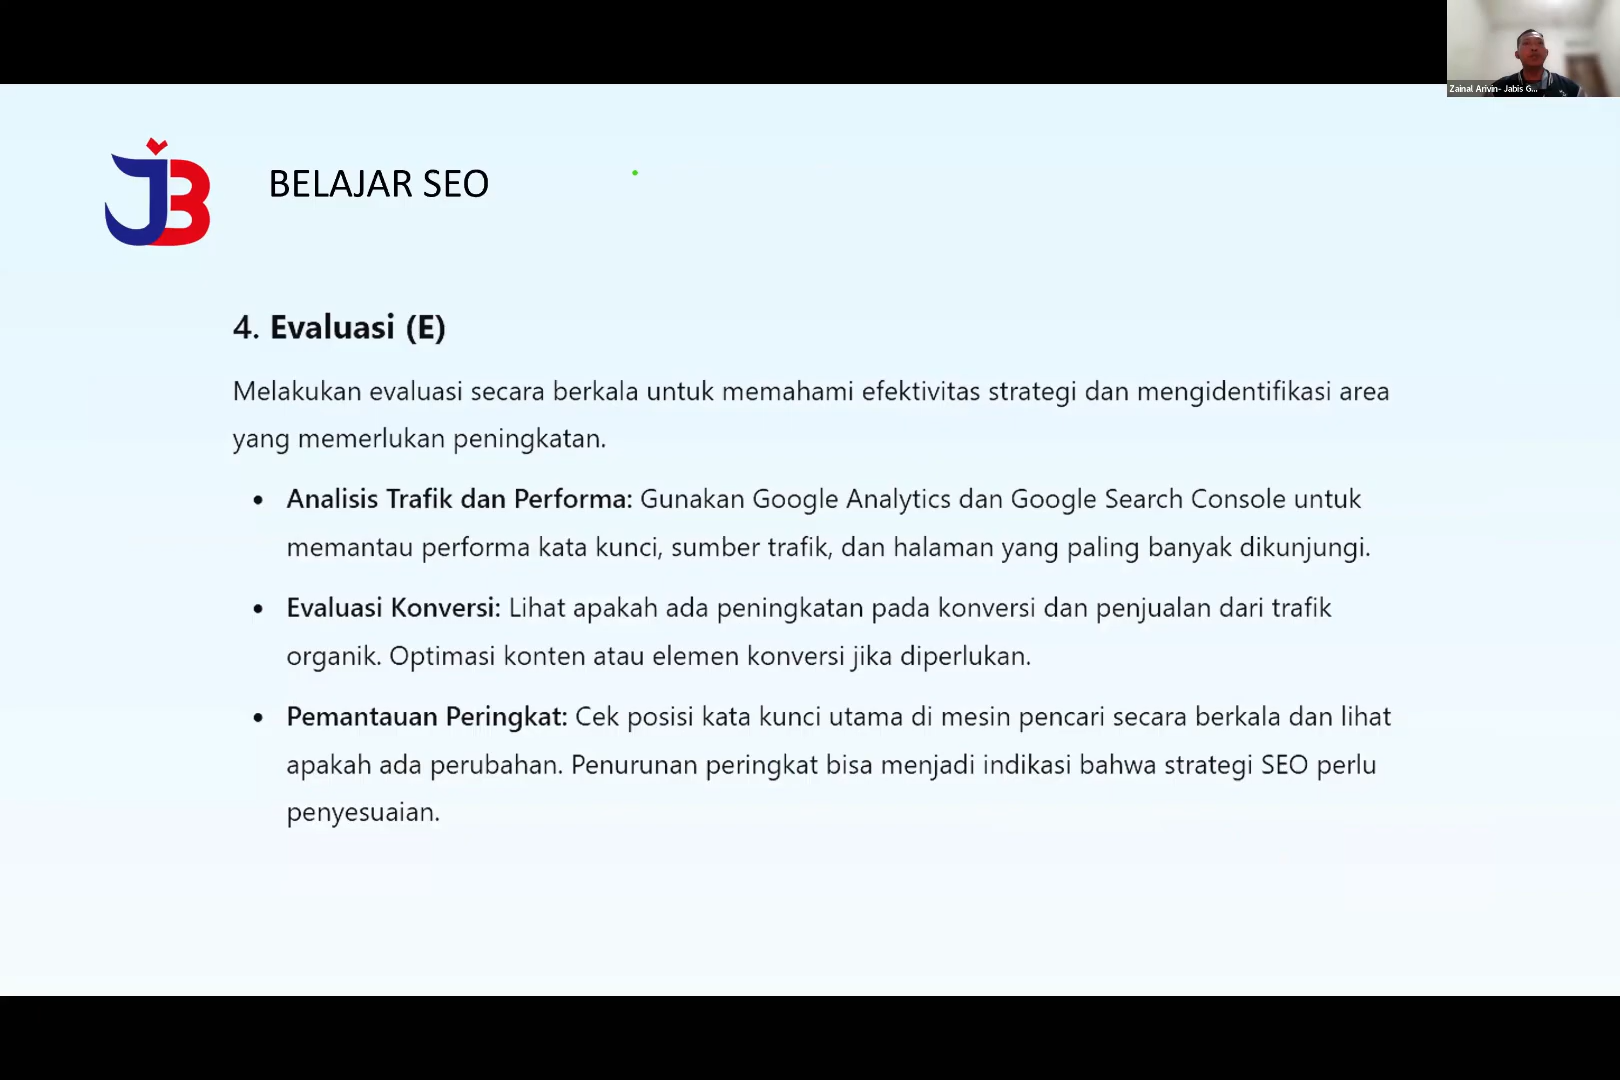 Zainal Arivin- Jabis G...
JB
BELAJAR SEO
4. Evaluasi (E)
Melakukan evaluasi secara berkala untuk memahami efektivitas strategi dan mengidentifikasi area
yang memerlukan peningkatan.
• Analisis Trafik dan Performa: Gunakan Google Analytics dan Google Search Console untuk
memantau performa kata kunci, sumber trafik, dan halaman yang paling banyak dikunjungi.
• Evaluasi Konversi: Lihat apakah ada peningkatan pada konversi dan penjualan dari trafik
organik. Optimasi konten atau elemen konversi jika diperlukan.
• Pemantauan Peringkat: Cek posisi kata kunci utama di mesin pencari secara berkala dan lihat
apakah ada perubahan. Penurunan peringkat bisa menjadi indikasi bahwa strategi SEO perlu
penyesuaian.